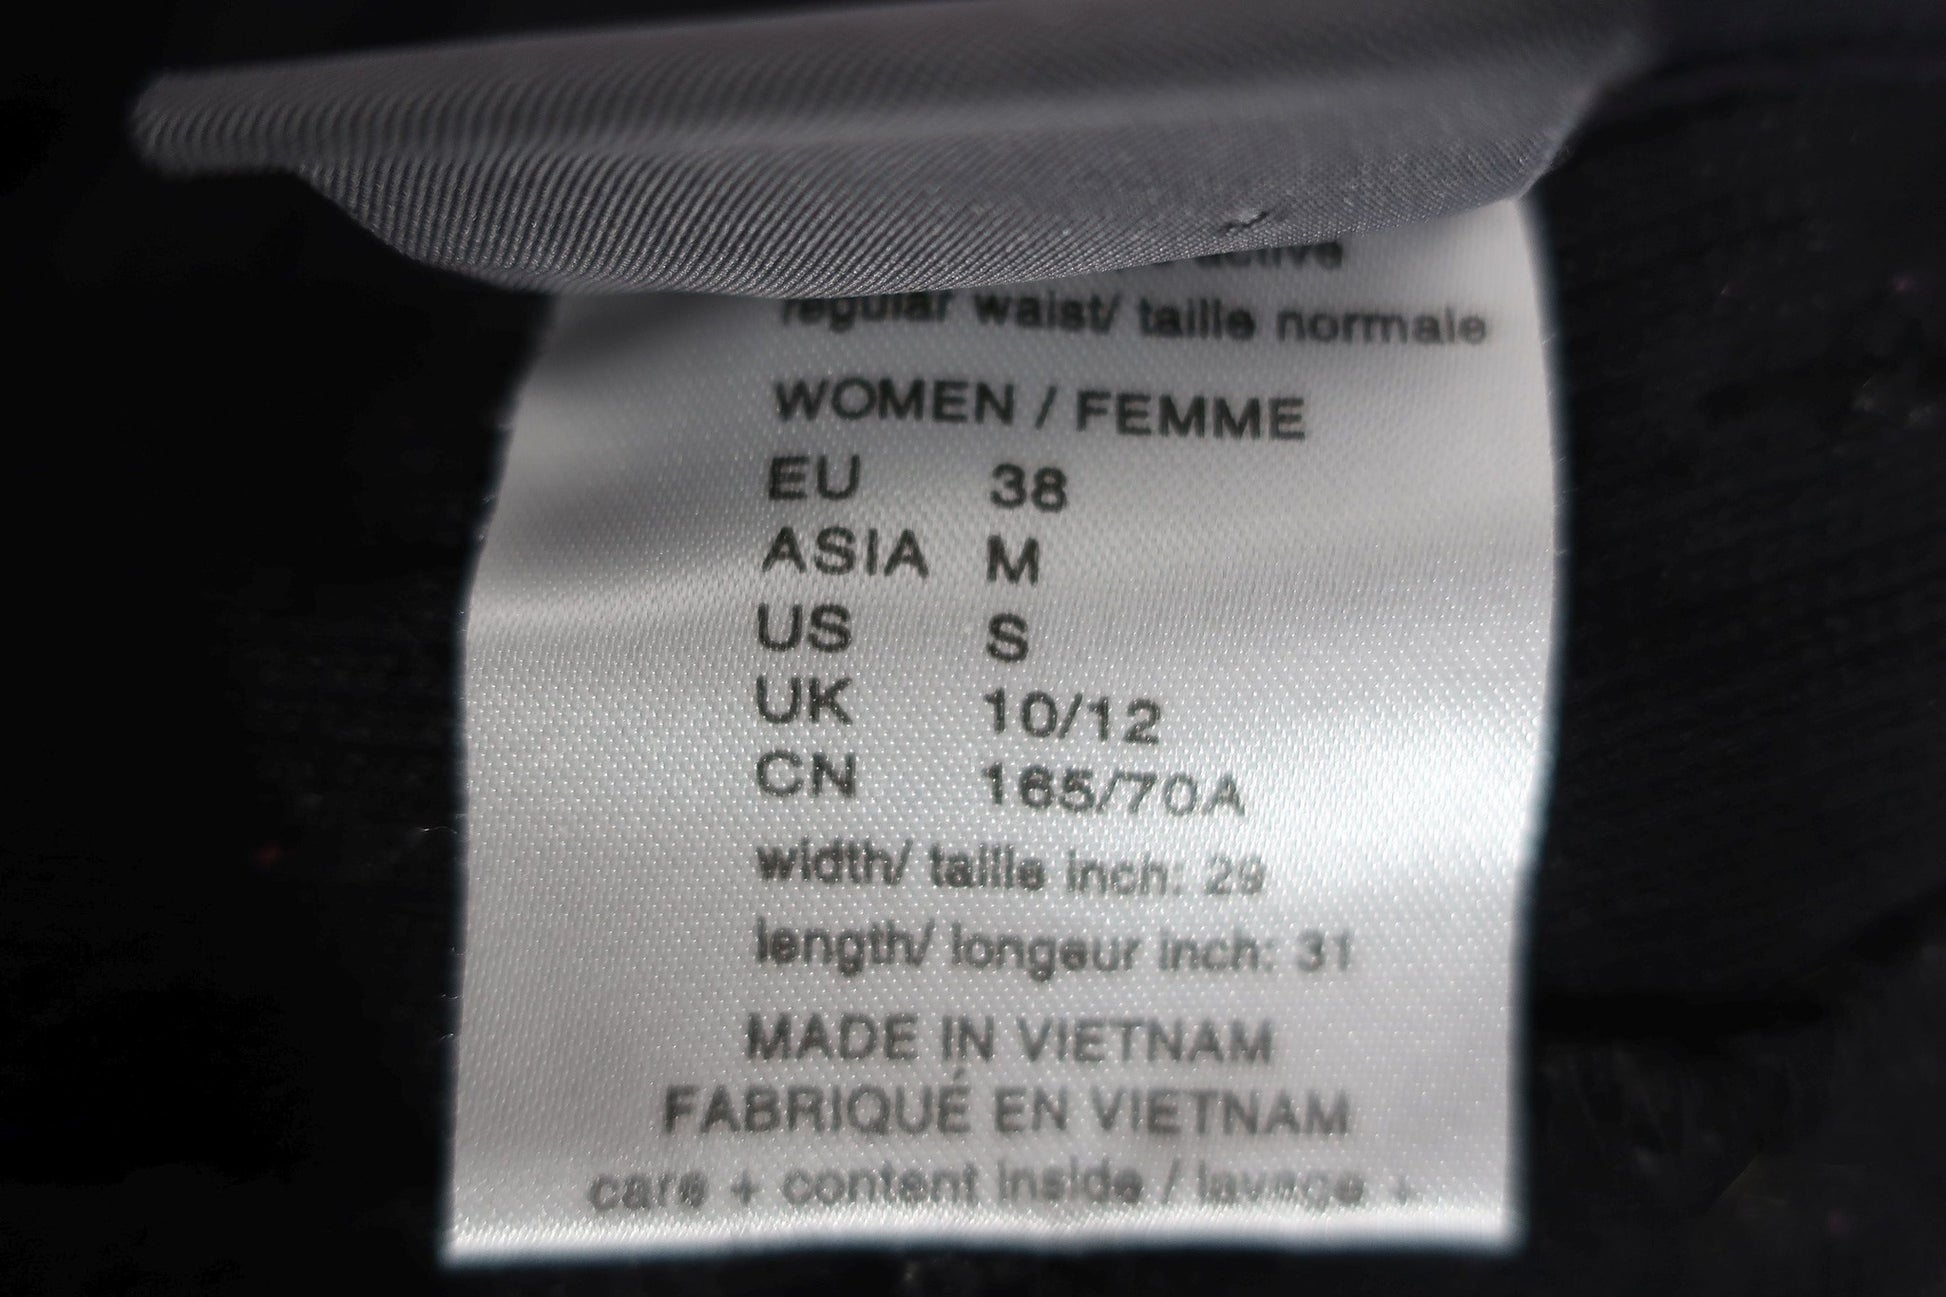 active
regular waist/ taille normale
WOMEN / FEMME
EU 38
ASIA M
US S
UK 10/12
CN 165/70A
width/ taille inch: 29
length/ longeur inch: 31
MADE IN VIETNAM
FABRIQUÉ EN VIETNAM
care + content inside / lavage +